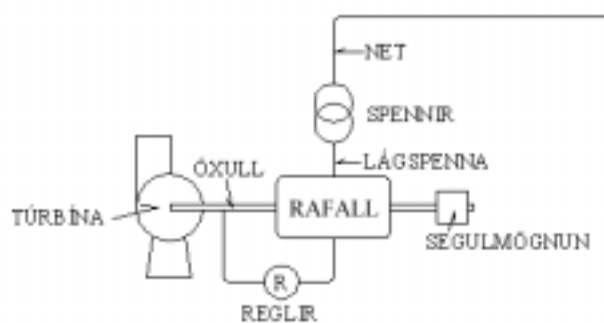 NET
SPENNIR
LÁGSPENNA
ÖXULL
RAFALL
TÚRBÍNA
SEGULMÖGNUN
R
REGLIR